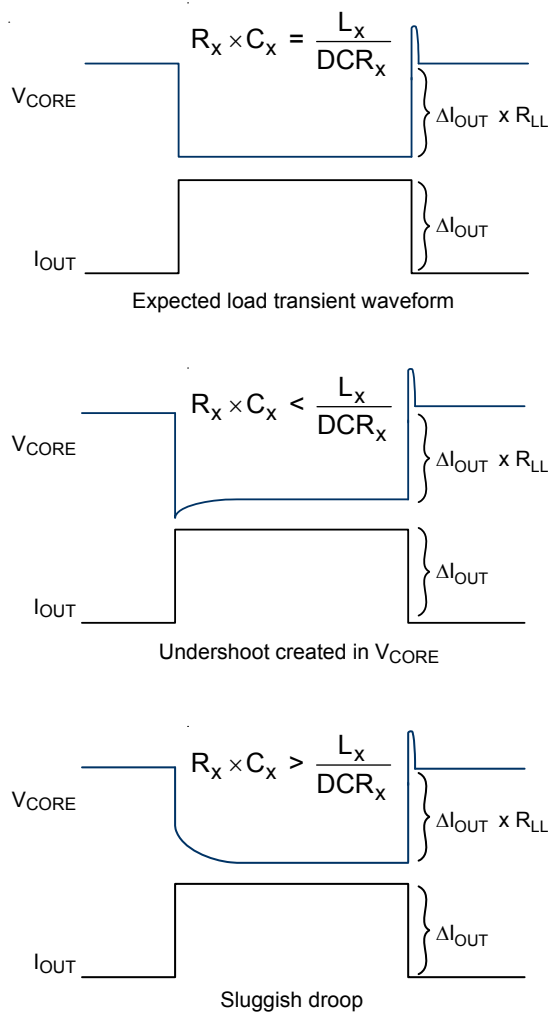 R_x × C_x = L_x / DCR_x
V_CORE
ΔI_OUT x R_LL
ΔI_OUT
I_OUT
Expected load transient waveform
R_x × C_x < L_x / DCR_x
V_CORE
ΔI_OUT x R_LL
ΔI_OUT
I_OUT
Undershoot created in V_CORE
R_x × C_x > L_x / DCR_x
V_CORE
ΔI_OUT x R_LL
ΔI_OUT
I_OUT
Sluggish droop